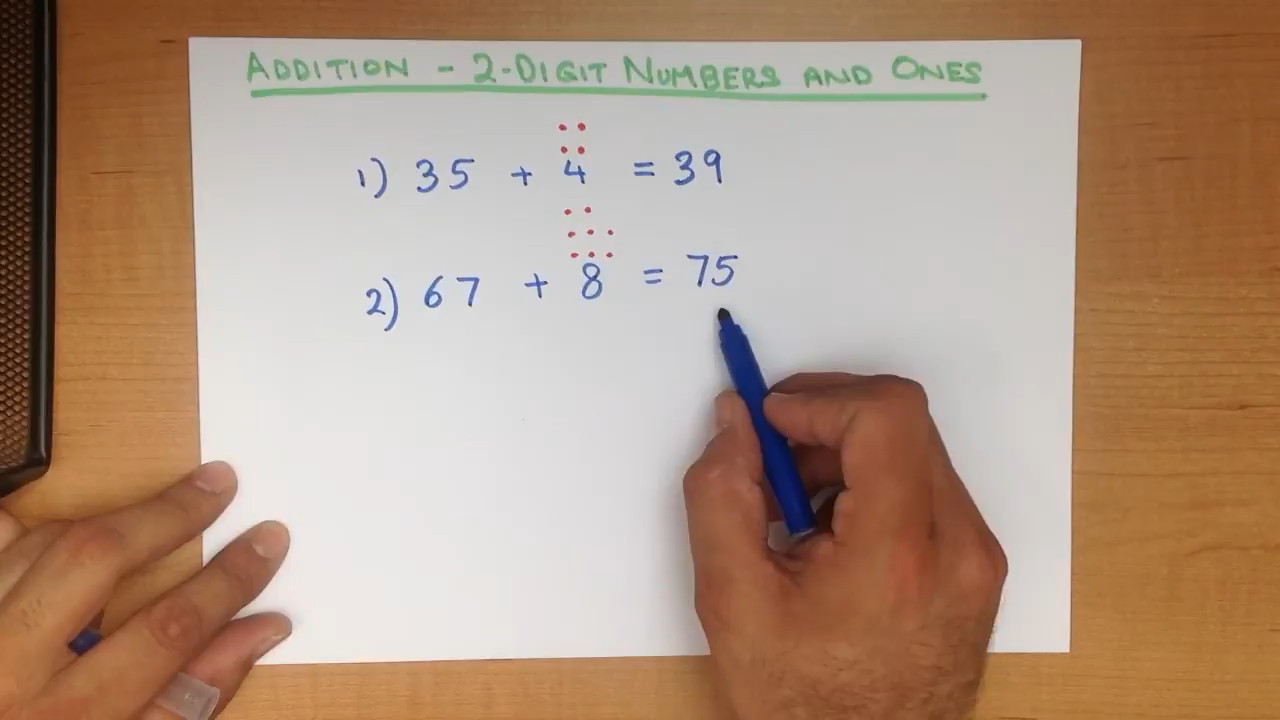 ADDITION - 2-DIGIT NUMBERS AND ONES
1) 35 + 4 = 39
2) 67 + 8 = 75